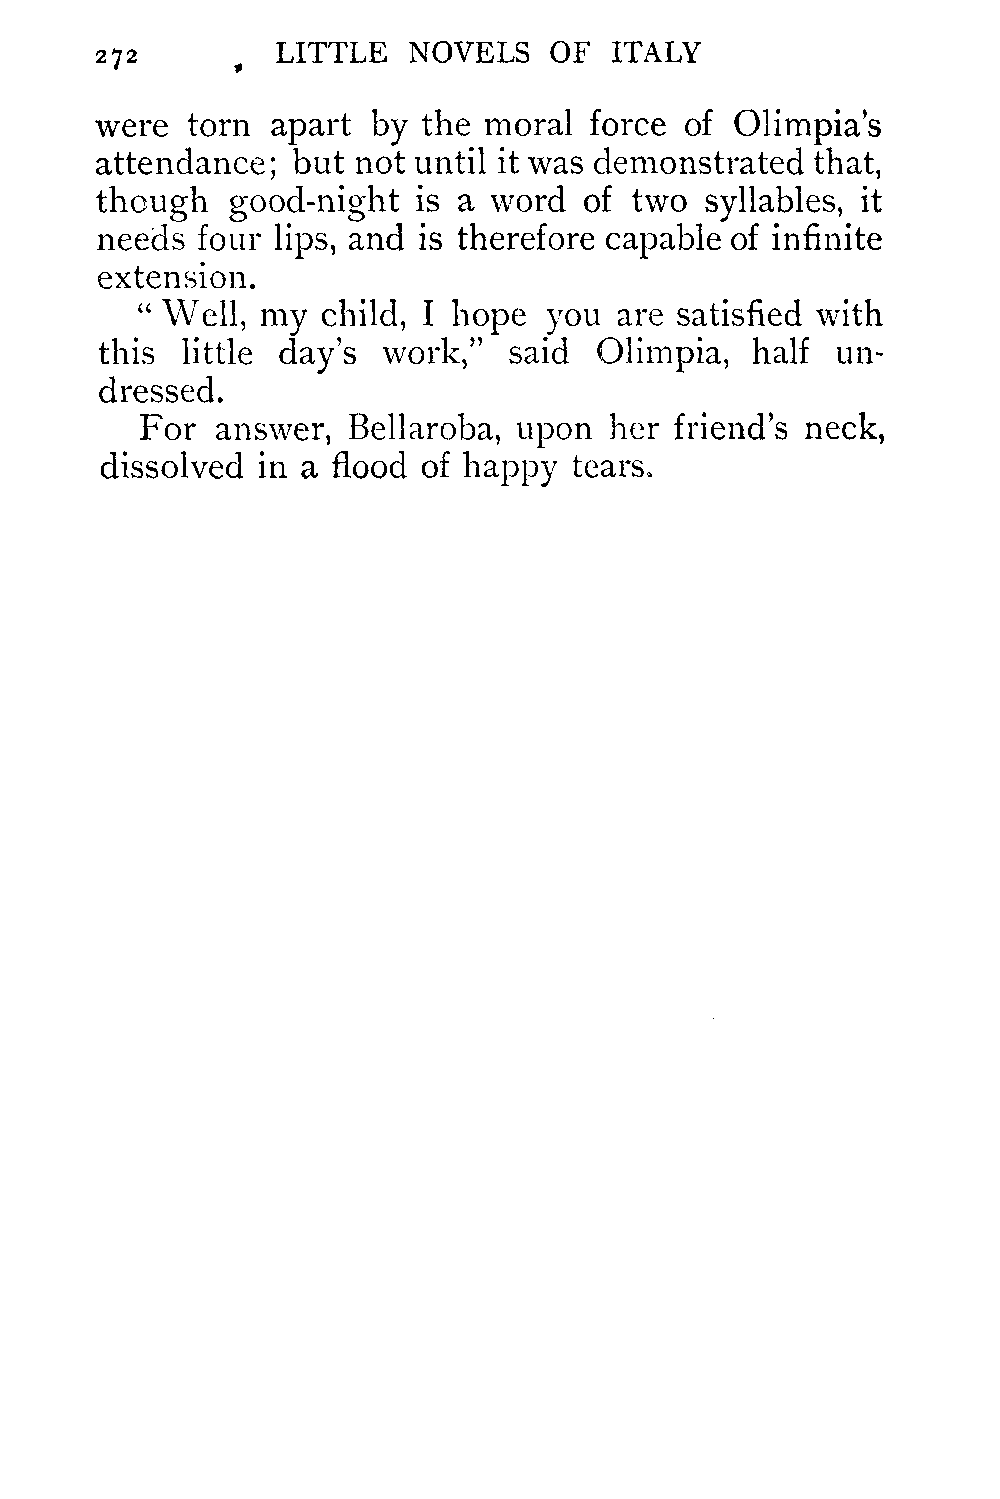 272 LITTLE NOVELS OF ITALY
were torn apart by the moral force of Olimpia's
attendance; but not until it was demonstrated that,
though good-night is a word of two syllables, it
needs four lips, and is therefore capable of infinite
extension.
“Well, my child, I hope you are satisfied with
this little day's work,” said Olimpia, half un-
dressed.
For answer, Bellaroba, upon her friend's neck,
dissolved in a flood of happy tears.